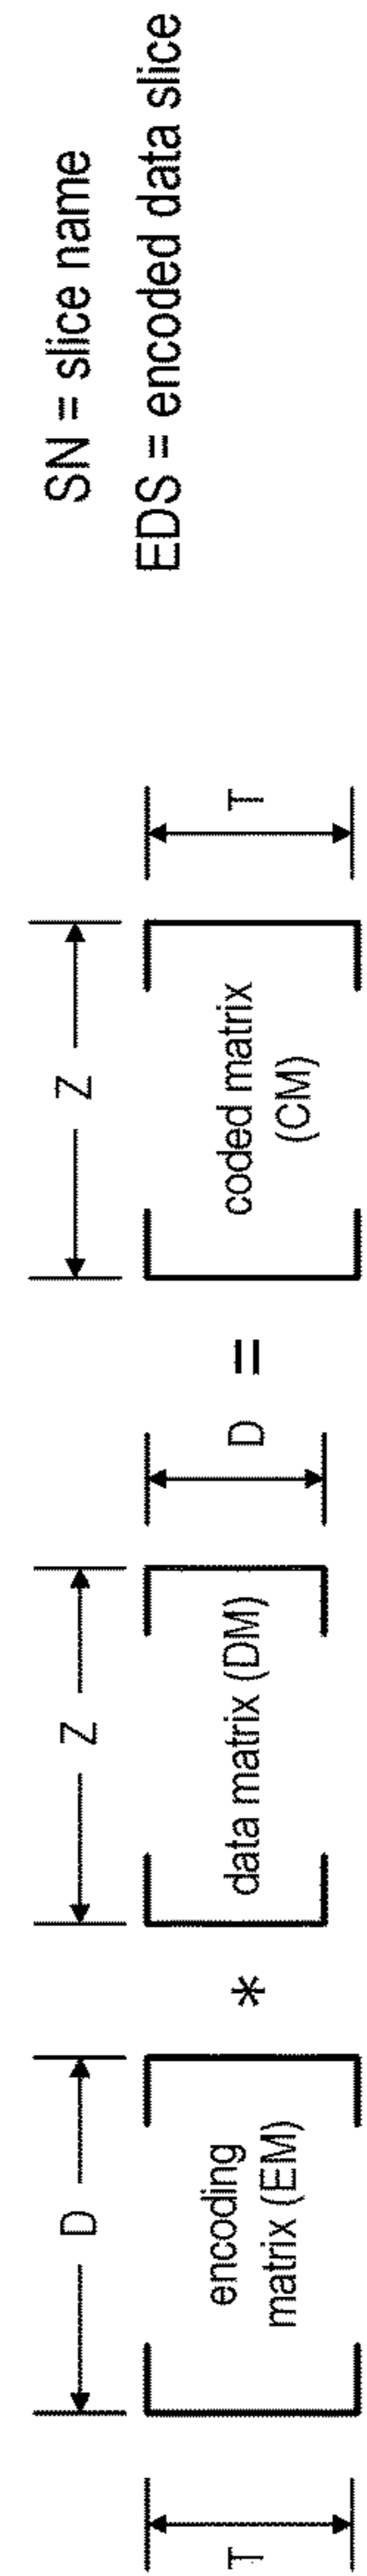 T
D
encoding
matrix (EM)
*
Z
data matrix (DM)
D
=
Z
coded matrix
(CM)
T
SN = slice name
EDS = encoded data slice